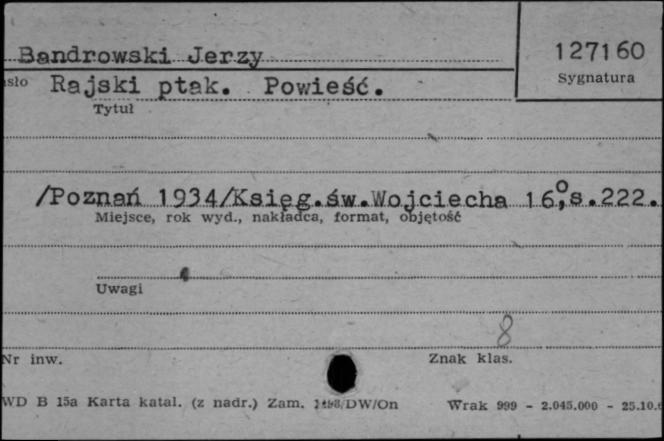 Bandrowski Jerzy
127160
Sygnatura
sło Rajski ptak. Powieść.
Tytuł
/Poznań 1934/Księg.św.Wojciecha 16°,s.222.
Miejsce, rok wyd., nakładca, format, objętość
Uwagi
8
Nr inw.
Znak klas.
WD B 15a Karta katal. (z nadr.) Zam. DW/On
Wrak 999 - 2.045.000 - 25.10.